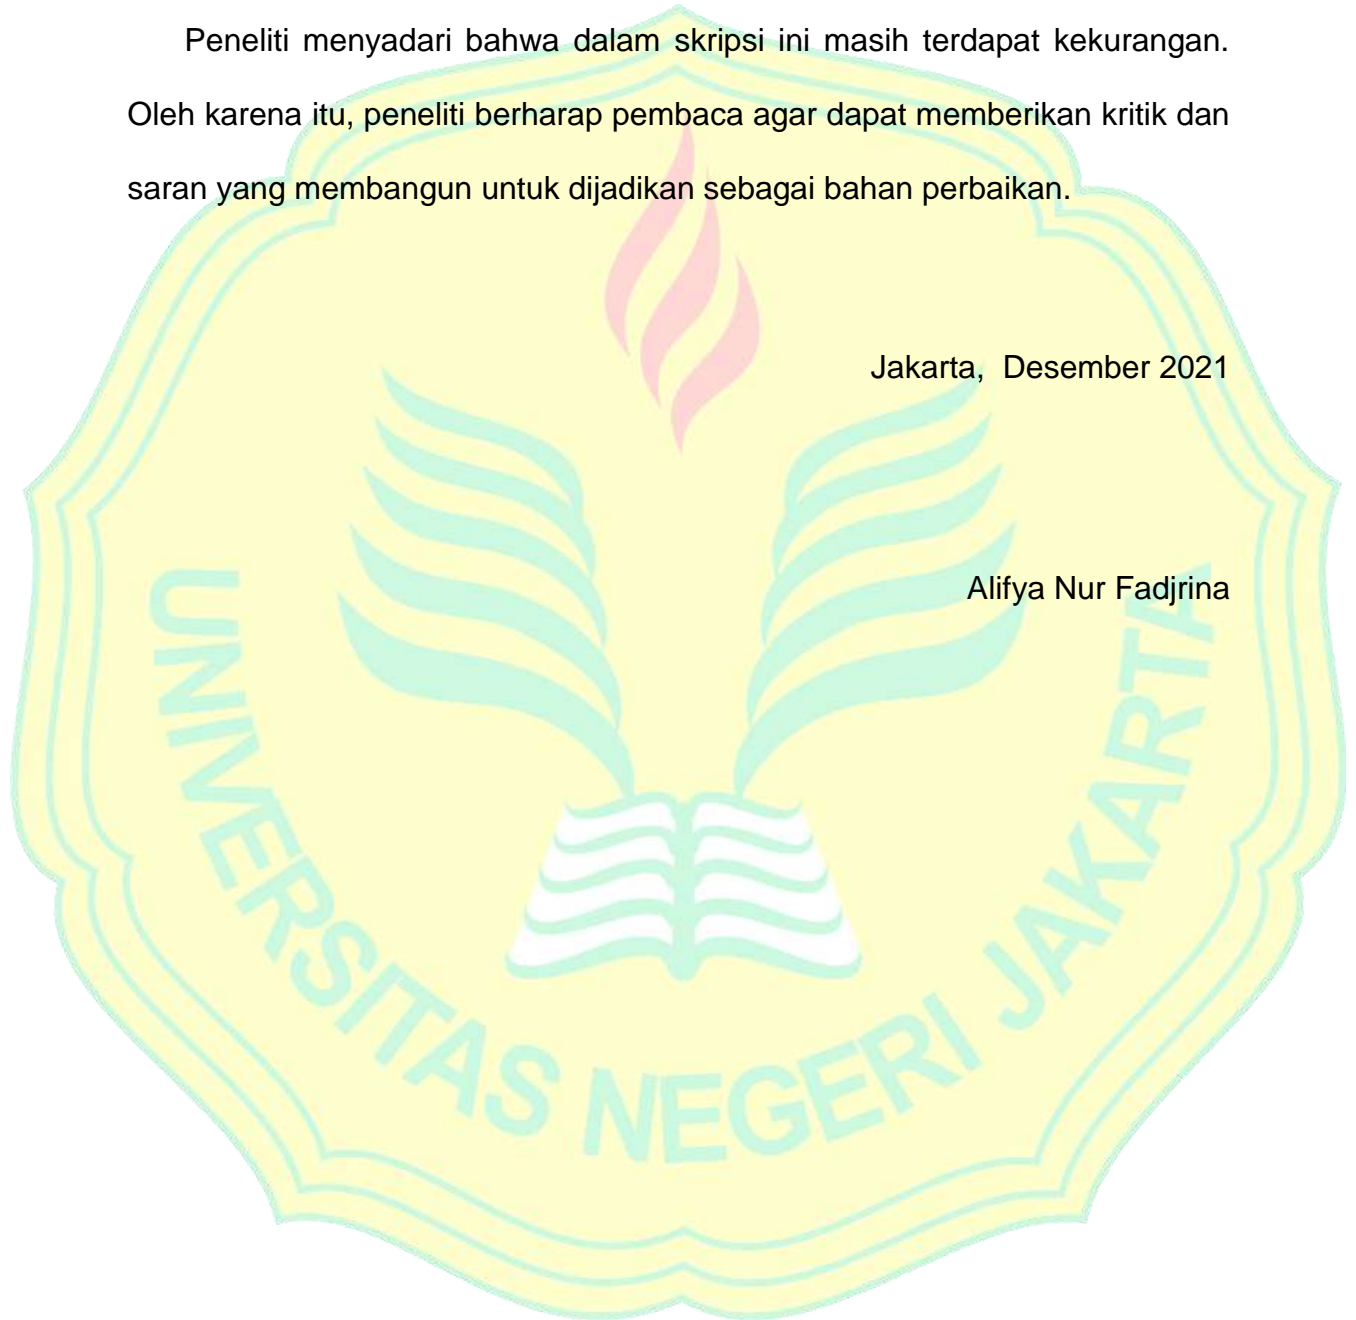 Peneliti menyadari bahwa dalam skripsi ini masih terdapat kekurangan.
Oleh karena itu, peneliti berharap pembaca agar dapat memberikan kritik dan
saran yang membangun untuk dijadikan sebagai bahan perbaikan.
Jakarta,  Desember 2021
Alifya Nur Fadjrina
UNIVERSITAS NEGERI JAKARTA